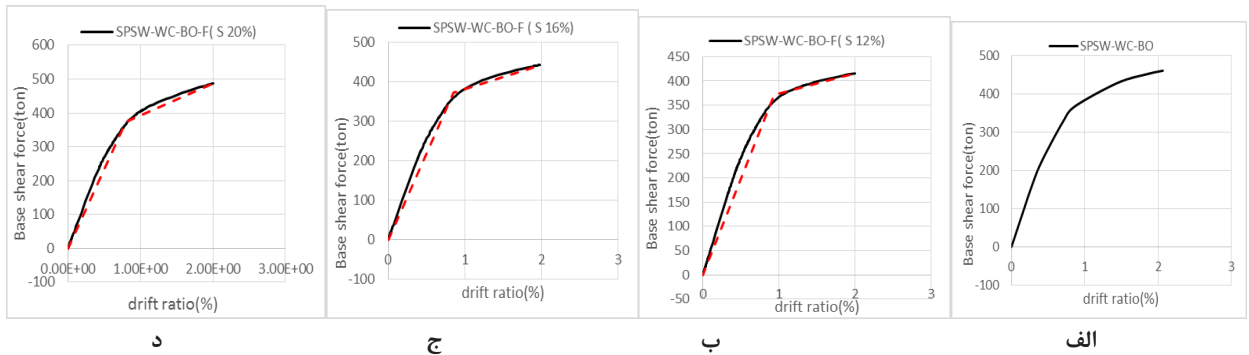 SPSW-WC-BO-F( S 20%)
Base shear force(ton)
600
500
400
300
200
100
0
-100
0.00E+00 1.00E+00 2.00E+00 3.00E+00
drift ratio(%)
د
SPSW-WC-BO-F ( S 16%)
Base shear force(ton)
500
400
300
200
100
0
-100
0 1 2 3
drift ratio(%)
ج
SPSW-WC-BO-F( S 12%)
Base shear force(ton)
450
400
350
300
250
200
150
100
50
0
-50
0 1 2 3
drift ratio(%)
ب
SPSW-WC-BO
Base shear force(ton)
500
400
300
200
100
0
-100
0 1 2 3
drift ratio(%)
الف